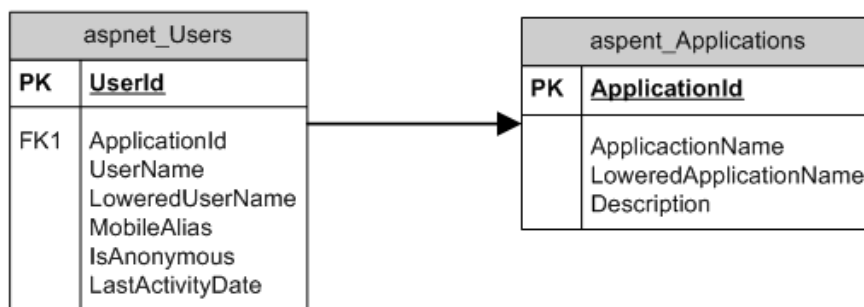 aspnet_Users
PK UserId
FK1 ApplicationId
UserName
LoweredUserName
MobileAlias
IsAnonymous
LastActivityDate
aspent_Applications
PK ApplicationId
ApplicactionName
LoweredApplicationName
Description